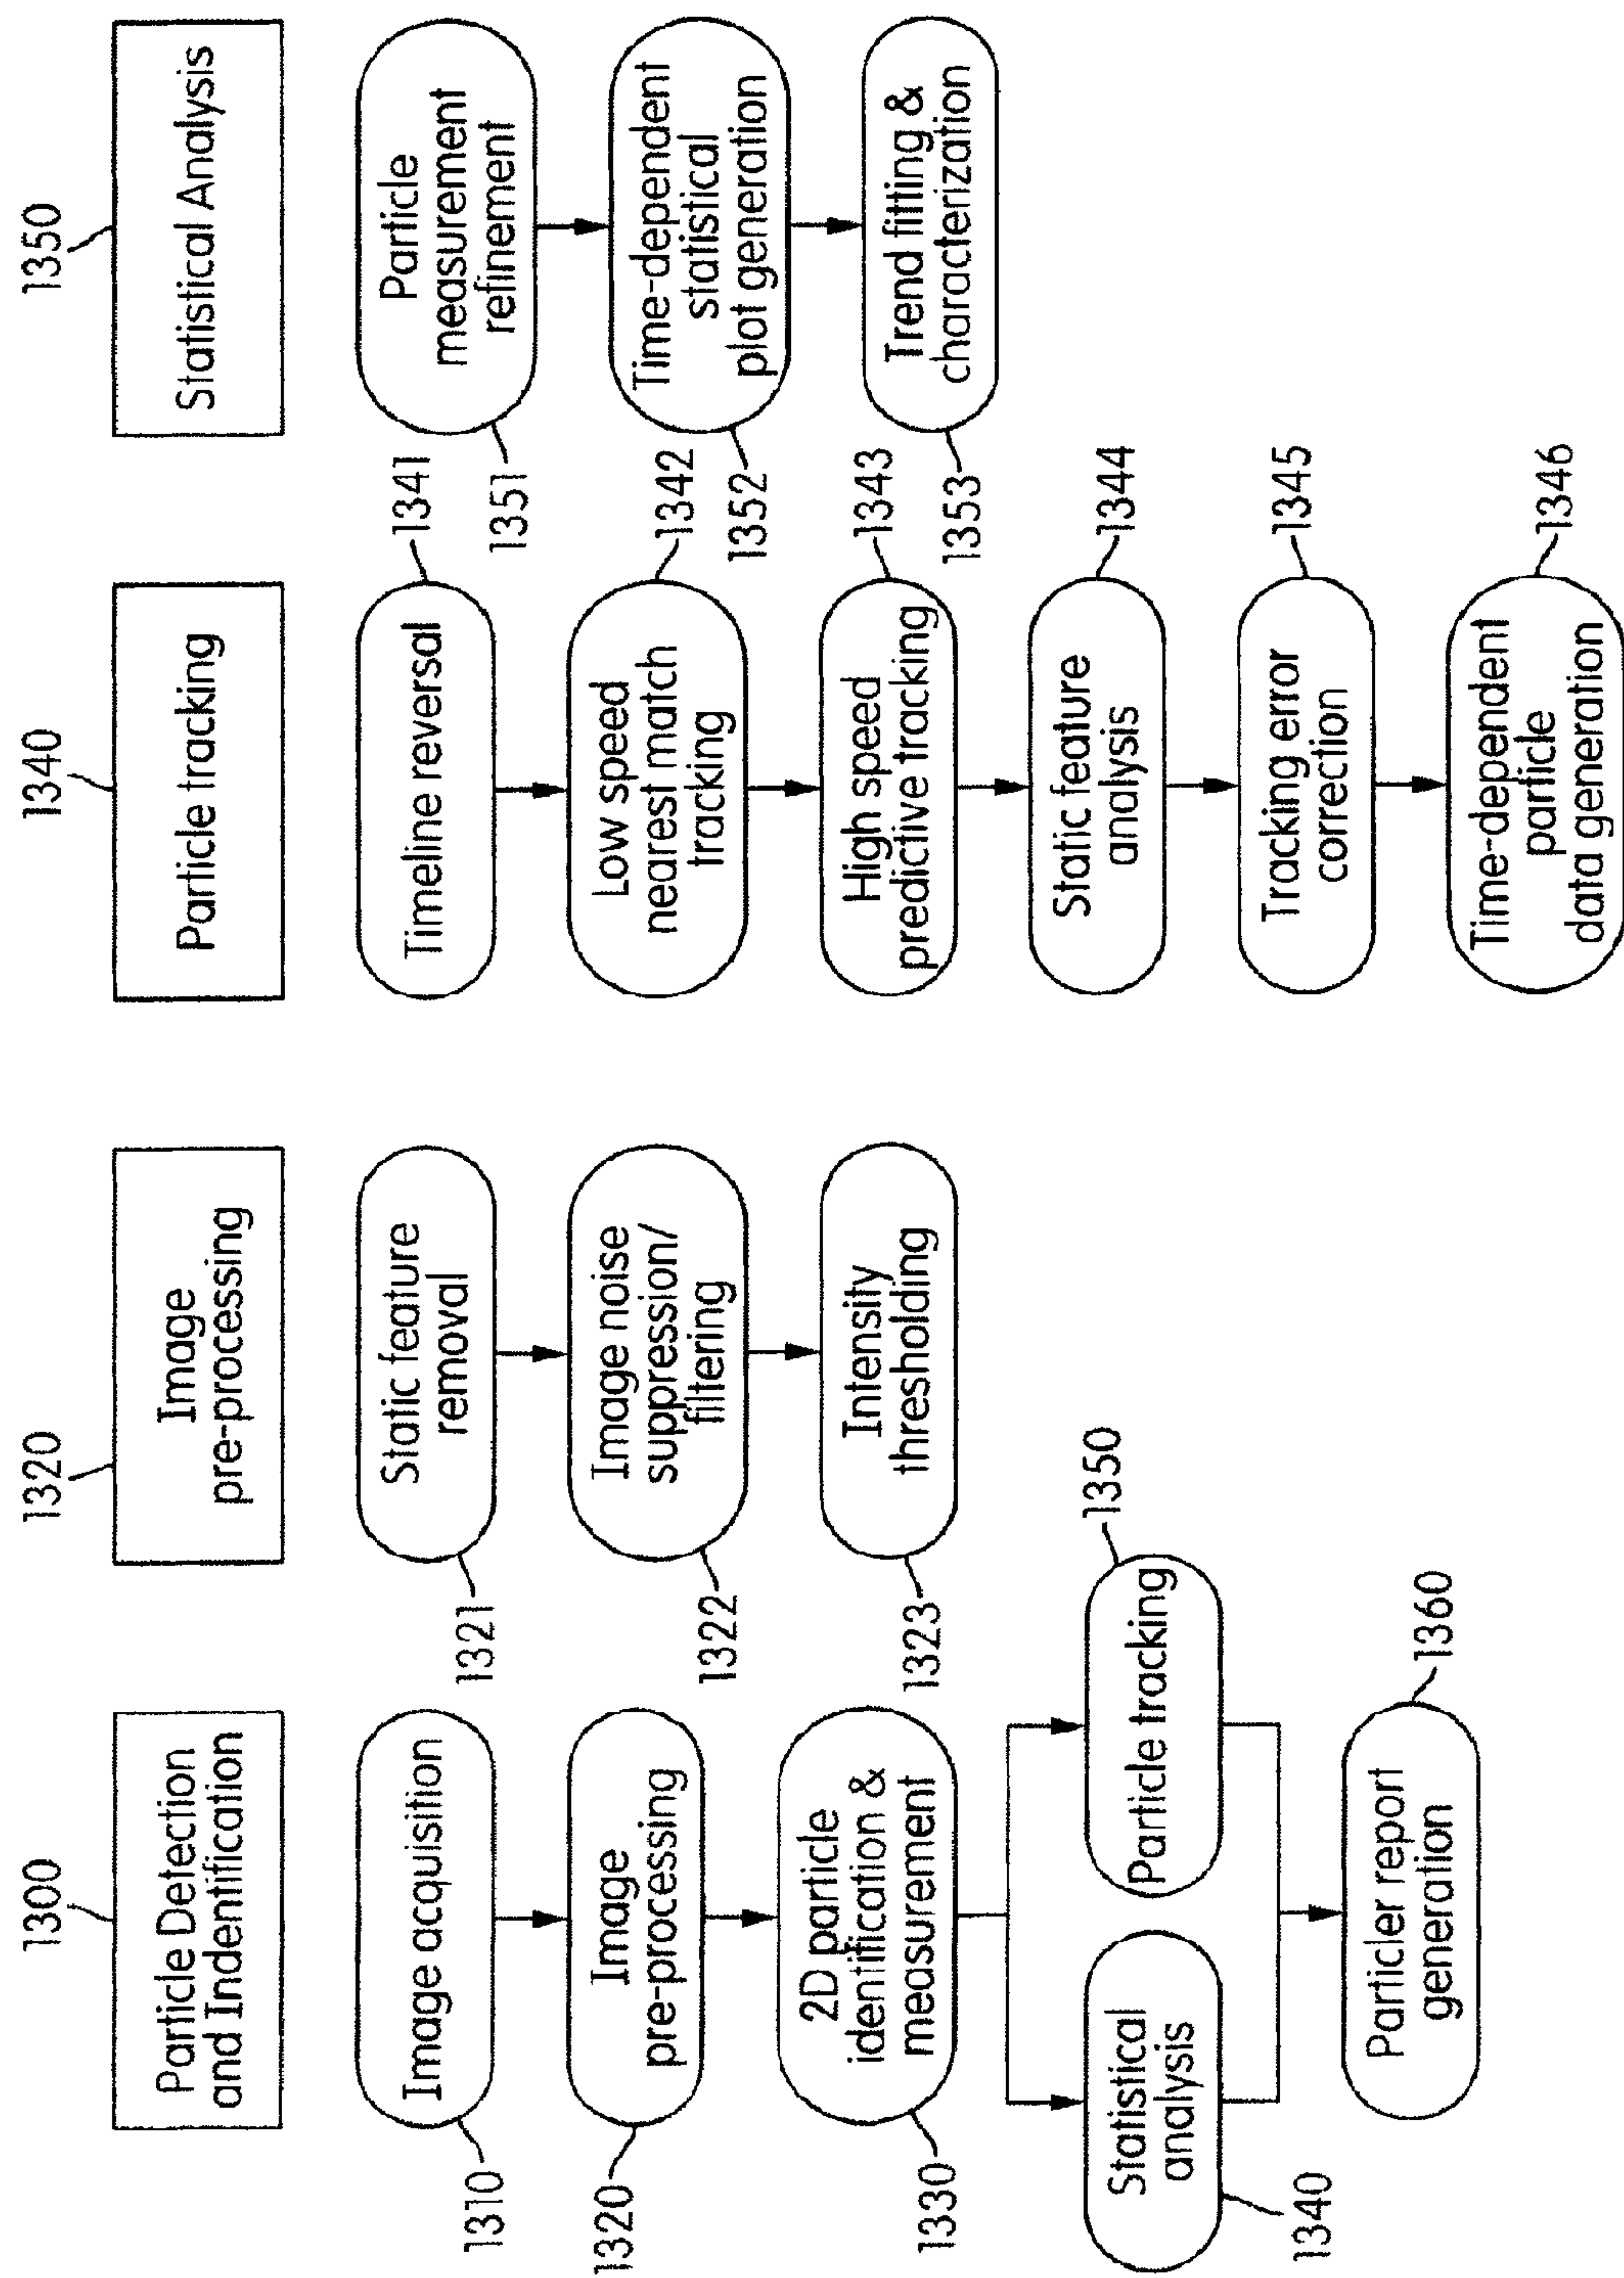 1300
Particle Detection
and Indentification
1310
Image acquisition
1320
Image
pre-processing
1330
2D particle
identification &
measurement
1340
Statistical
analysis
1350
Particle tracking
1360
Particler report
generation
1320
Image
pre-processing
1321
Static feature
removal
1322
Image noise
suppression/
filtering
1323
Intensity
thresholding
1340
Particle tracking
1341
Timeline reversal
1342
Low speed
nearest match
tracking
1343
High speed
predictive tracking
1344
Static feature
analysis
1345
Tracking error
correction
1346
Time-dependent
particle
data generation
1350
Statistical Analysis
1351
Particle
measurement
refinement
1352
Time-dependent
statistical
plot generation
1353
Trend fitting &
characterization